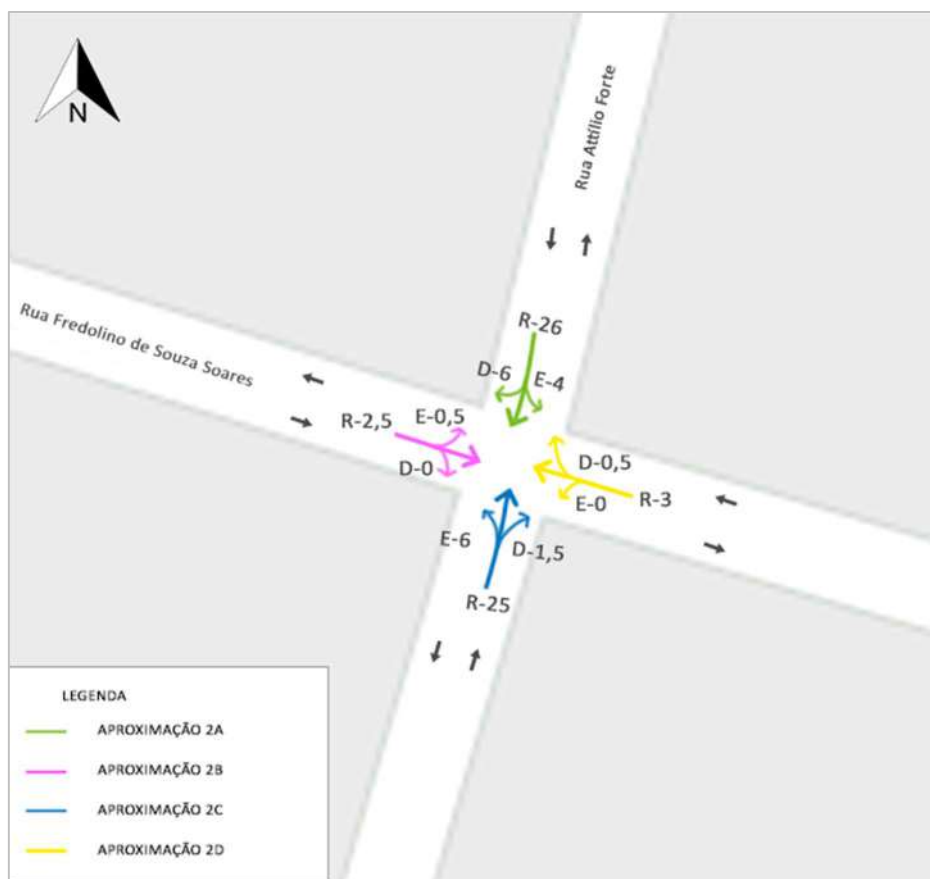 N
Rua Attílio Forte
Rua Fredolino de Souza Soares
R-26
D-6
E-4
R-2,5
E-0,5
D-0
D-0,5
E-0
R-3
E-6
D-1,5
R-25
LEGENDA
APROXIMAÇÃO 2A
APROXIMAÇÃO 2B
APROXIMAÇÃO 2C
APROXIMAÇÃO 2D